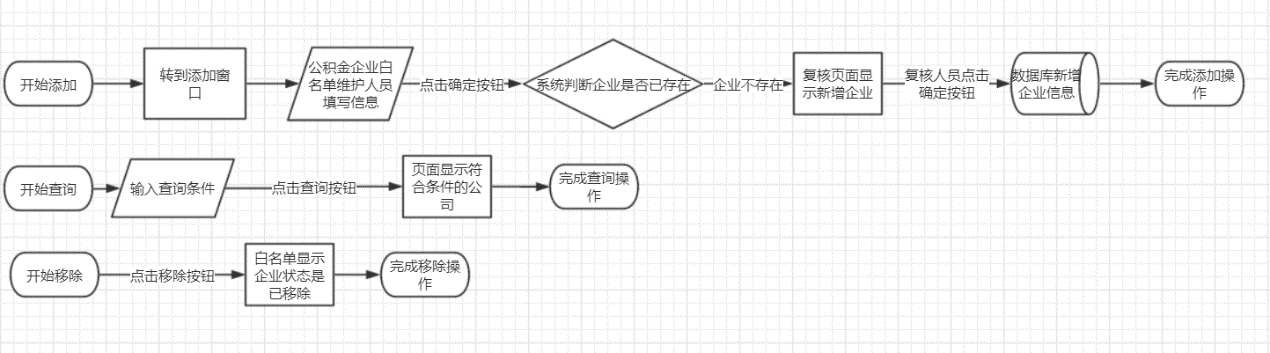 开始添加
转到添加窗
口
公积金企业白
名单维护人员
填写信息
点击确定按钮
系统判断企业是否已存在
企业不存在
复核页面显
示新增企业
复核人员点击
确定按钮
数据库新增
企业信息
完成添加操
作
开始查询
输入查询条件
点击查询按钮
页面显示符
合条件的公
司
完成查询操
作
开始移除
点击移除按钮
白名单显示
企业状态是
已移除
完成移除操
作